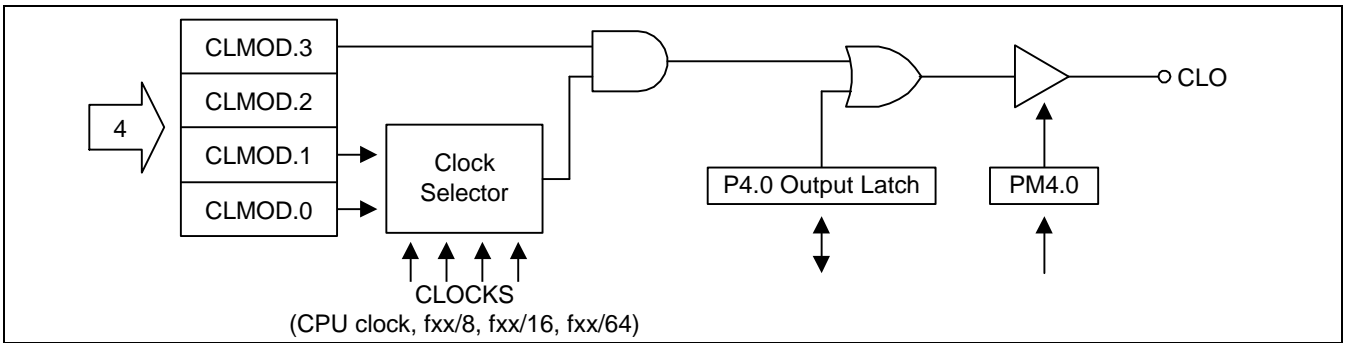 CLMOD.3
CLMOD.2
CLMOD.1
CLMOD.0
4
Clock
Selector
CLOCKS
(CPU clock, fxx/8, fxx/16, fxx/64)
P4.0 Output Latch
PM4.0
CLO